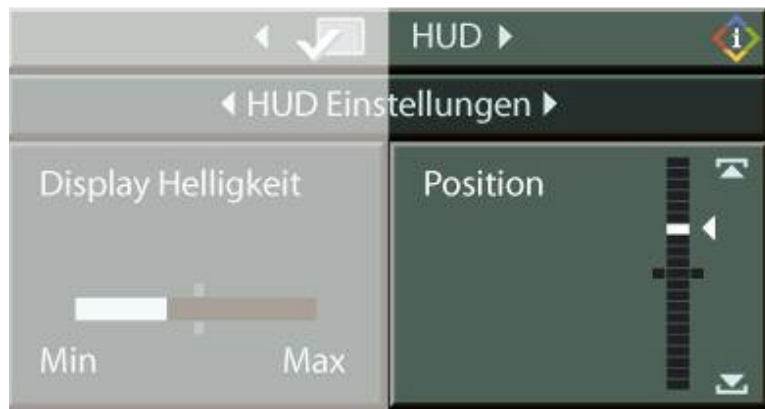 HUD
HUD Einstellungen
Display Helligkeit
Min Max
Position